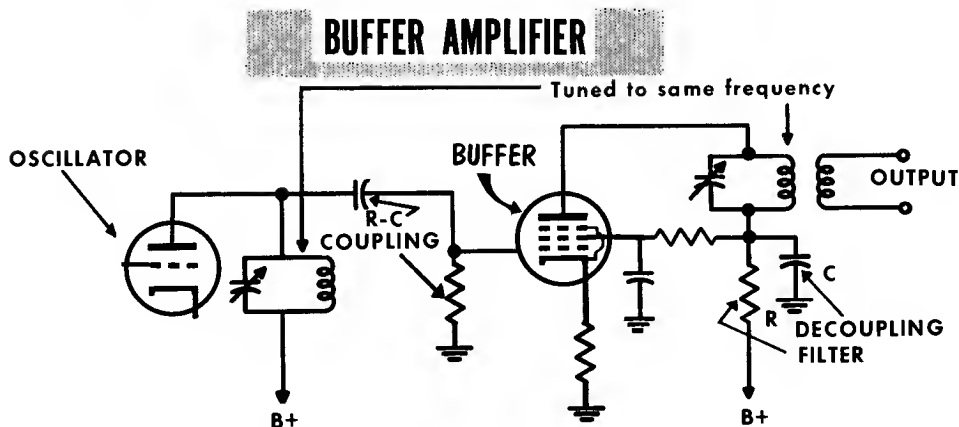 BUFFER AMPLIFIER
Tuned to same frequency
OSCILLATOR
BUFFER
R-C
COUPLING
OUTPUT
C
R
DECOUPLING
FILTER
B+
B+